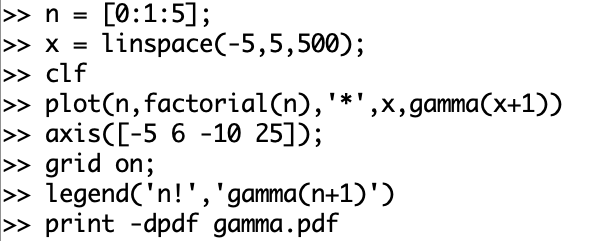 >> n = [0:1:5];
>> x = linspace(-5,5,500);
>> clf
>> plot(n,factorial(n),'*',x,gamma(x+1))
>> axis([-5 6 -10 25]);
>> grid on;
>> legend('n!','gamma(n+1)')
>> print -dpdf gamma.pdf